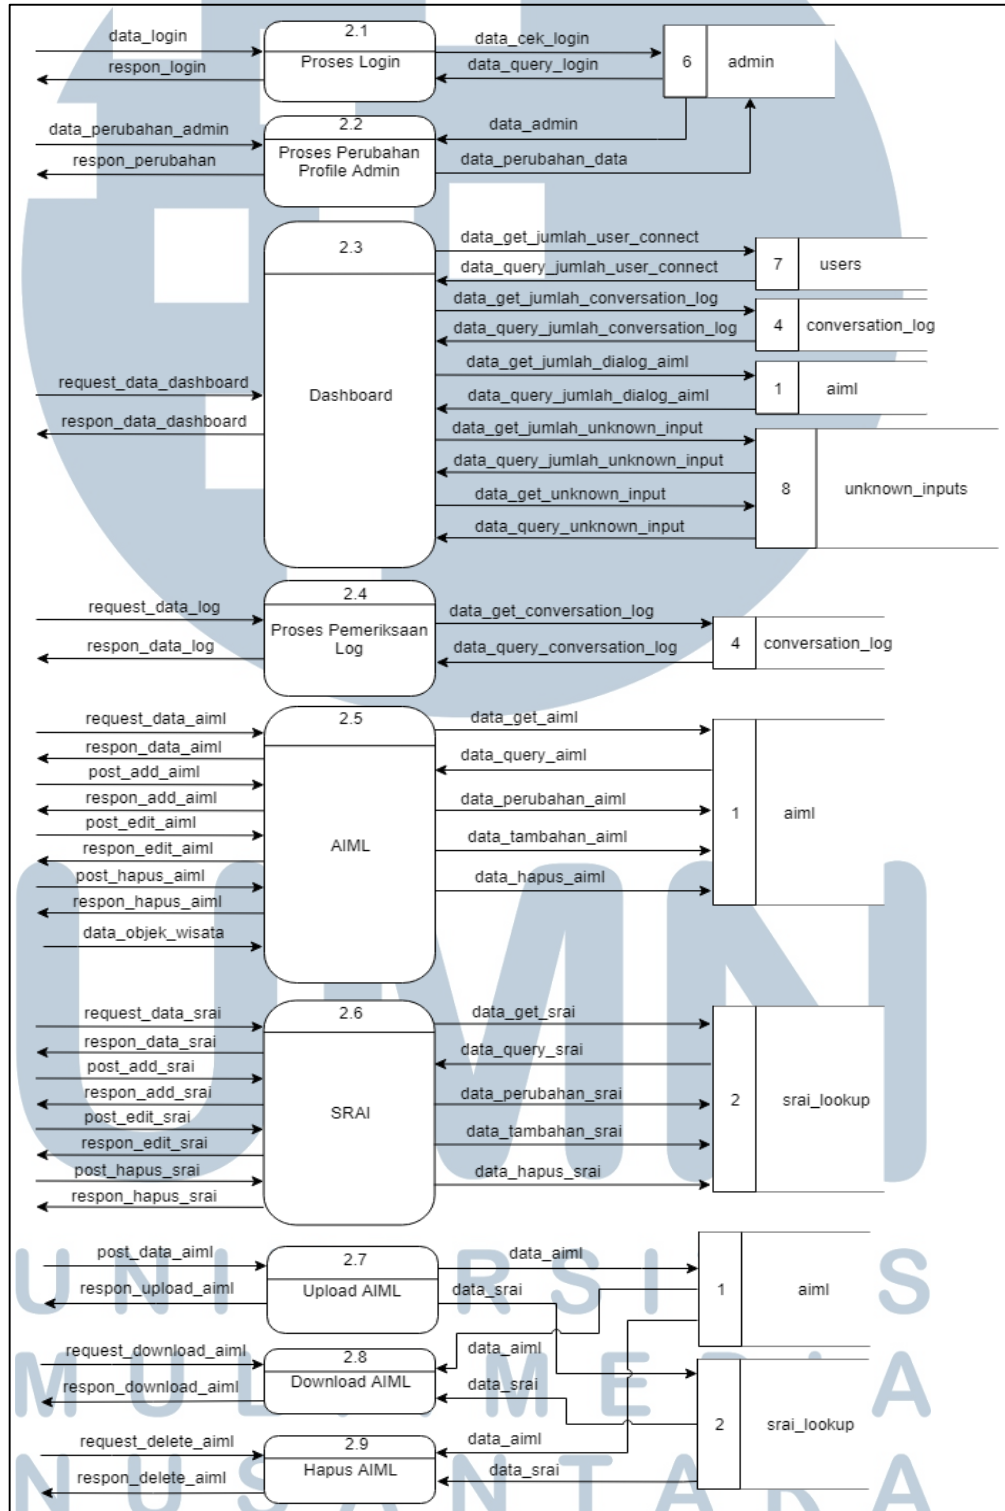 2.1
Proses Login
data_login
respon_login
data_cek_login
data_query_login
6
admin
2.2
Proses Perubahan
Profile Admin
data_perubahan_admin
respon_perubahan
data_admin
data_perubahan_data
2.3
Dashboard
request_data_dashboard
respon_data_dashboard
data_get_jumlah_user_connect
data_query_jumlah_user_connect
7
users
data_get_jumlah_conversation_log
data_query_jumlah_conversation_log
4
conversation_log
data_get_jumlah_dialog_aiml
data_query_jumlah_dialog_aiml
1
aiml
data_get_jumlah_unknown_input
data_query_jumlah_unknown_input
data_get_unknown_input
data_query_unknown_input
8
unknown_inputs
2.4
Proses Pemeriksaan
Log
request_data_log
respon_data_log
data_get_conversation_log
data_query_conversation_log
4
conversation_log
2.5
AIML
request_data_aiml
respon_data_aiml
post_add_aiml
respon_add_aiml
post_edit_aiml
respon_edit_aiml
post_hapus_aiml
respon_hapus_aiml
data_objek_wisata
data_get_aiml
data_query_aiml
data_perubahan_aiml
data_tambahan_aiml
data_hapus_aiml
1
aiml
2.6
SRAI
request_data_srai
respon_data_srai
post_add_srai
respon_add_srai
post_edit_srai
respon_edit_srai
post_hapus_srai
respon_hapus_srai
data_get_srai
data_query_srai
data_perubahan_srai
data_tambahan_srai
data_hapus_srai
2
srai_lookup
2.7
Upload AIML
post_data_aiml
respon_upload_aiml
data_aiml
data_srai
1
aiml
2.8
Download AIML
request_download_aiml
respon_download_aiml
data_aiml
data_srai
2
srai_lookup
2.9
Hapus AIML
request_delete_aiml
respon_delete_aiml
data_aiml
data_srai
UMN